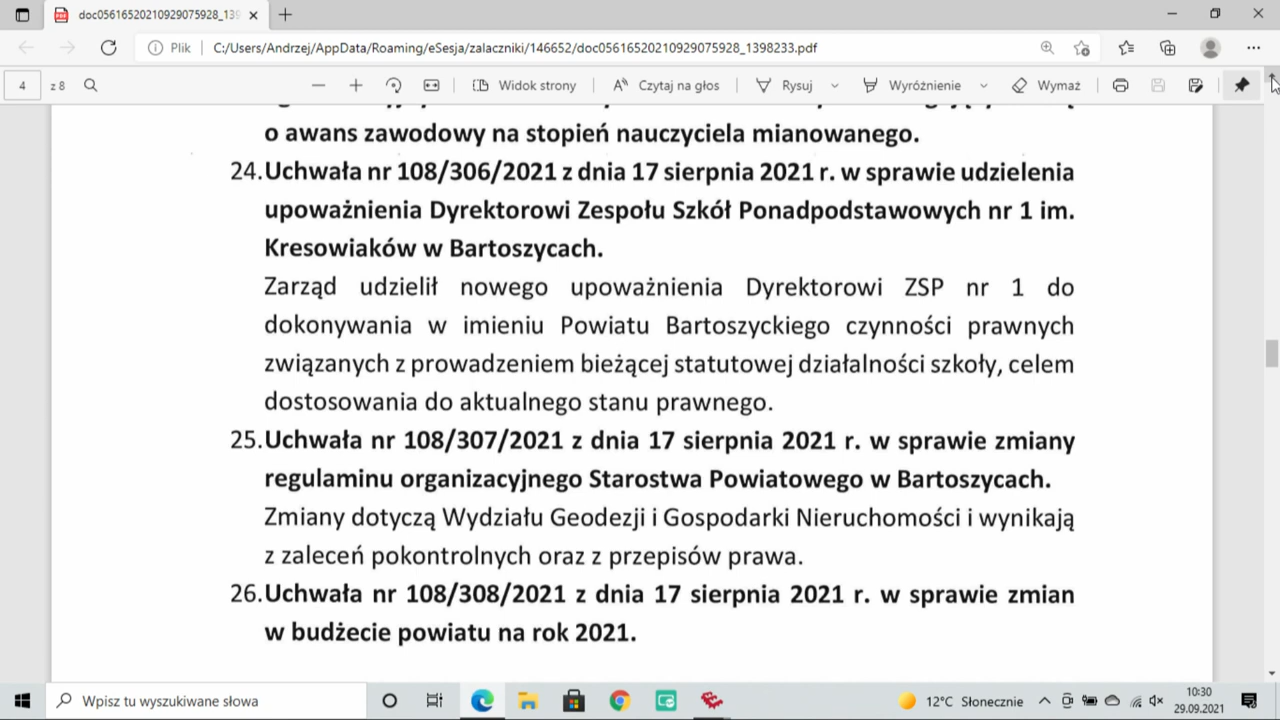 doc05616520210929075928_139
Plik
C:/Users/Andrzej/AppData/Roaming/eSesja/zalaczniki/146652/doc05616520210929075928_1398233.pdf
4 z 8
Widok strony
Czytaj na głos
Rysuj
Wyróżnienie
Wymaż
o awans zawodowy na stopień nauczyciela mianowanego.
24. Uchwała nr 108/306/2021 z dnia 17 sierpnia 2021 r. w sprawie udzielenia
upoważnienia Dyrektorowi Zespołu Szkół Ponadpodstawowych nr 1 im.
Kresowiaków w Bartoszycach.
Zarząd udzielił nowego upoważnienia Dyrektorowi ZSP nr 1 do
dokonywania w imieniu Powiatu Bartoszyckiego czynności prawnych
związanych z prowadzeniem bieżącej statutowej działalności szkoły, celem
dostosowania do aktualnego stanu prawnego.
25. Uchwała nr 108/307/2021 z dnia 17 sierpnia 2021 r. w sprawie zmiany
regulaminu organizacyjnego Starostwa Powiatowego w Bartoszycach.
Zmiany dotyczą Wydziału Geodezji i Gospodarki Nieruchomości i wynikają
z zaleceń pokontrolnych oraz z przepisów prawa.
26. Uchwała nr 108/308/2021 z dnia 17 sierpnia 2021 r. w sprawie zmian
w budżecie powiatu na rok 2021.
Wpisz tu wyszukiwane słowa
12°C Słonecznie
10:30
29.09.2021